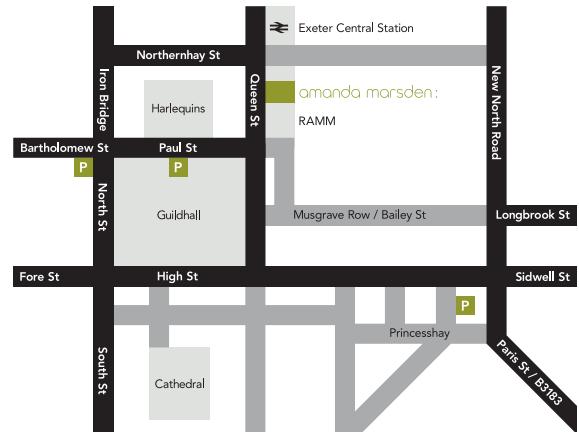 Exeter Central Station
Northernhay St
Iron Bridge
Queen St
New North Road
amanda marsden:
Harlequins
RAMM
Bartholomew St
Paul St
P
P
North St
Guildhall
Musgrave Row / Bailey St
Longbrook St
Fore St
High St
Sidwell St
P
Princesshay
South St
Cathedral
Paris St / B3183